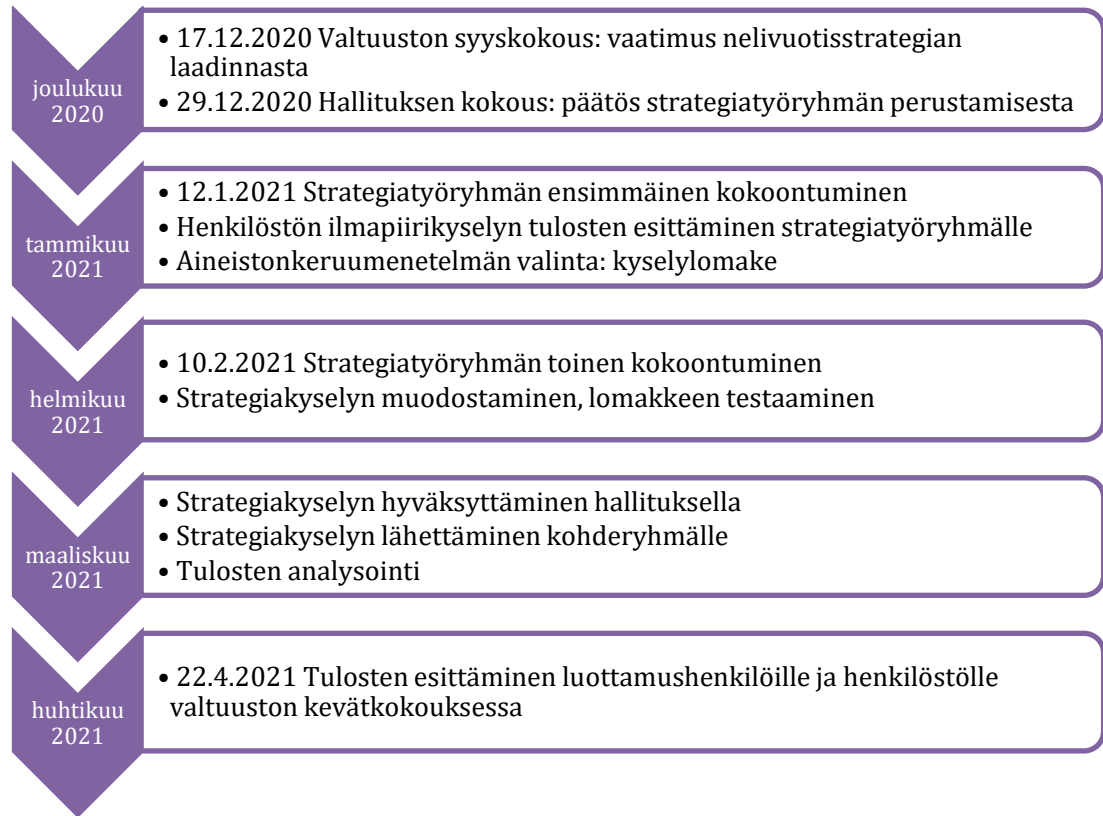 joulukuu
2020
• 17.12.2020 Valtuuston syyskokous: vaatimus nelivuotisstrategian
laadinnasta
• 29.12.2020 Hallituksen kokous: päätös strategiatyöryhmän perustamisesta
tammikuu
2021
• 12.1.2021 Strategiatyöryhmän ensimmäinen kokoontuminen
• Henkilöstön ilmapiirikyselyn tulosten esittäminen strategiatyöryhmälle
• Aineistonkeruumenetelmän valinta: kyselylomake
helmikuu
2021
• 10.2.2021 Strategiatyöryhmän toinen kokoontuminen
• Strategiakyselyn muodostaminen, lomakkeen testaaminen
maaliskuu
2021
• Strategiakyselyn hyväksyttäminen hallituksella
• Strategiakyselyn lähettäminen kohderyhmälle
• Tulosten analysointi
huhtikuu
2021
• 22.4.2021 Tulosten esittäminen luottamushenkilöille ja henkilöstölle
valtuuston kevätkokouksessa